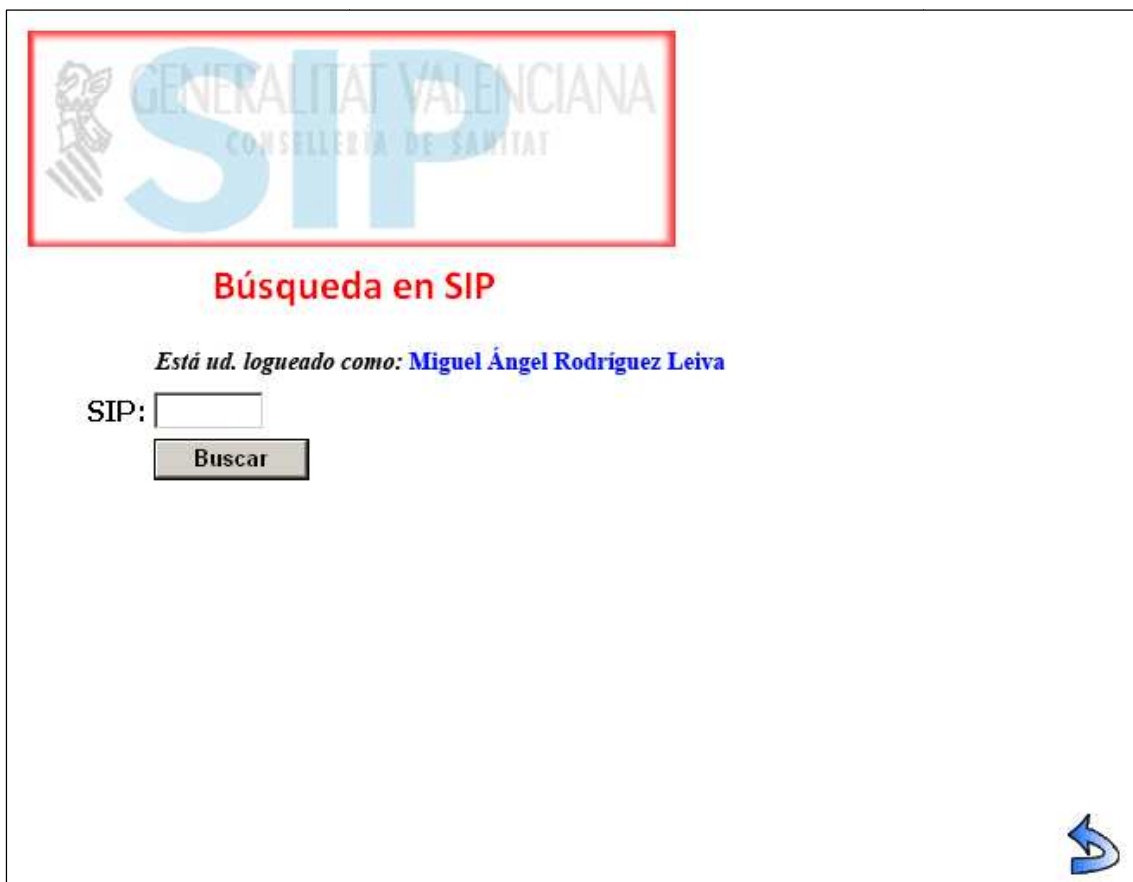 SIP
GENERALITAT VALENCIANA
CONSELLERIA DE SANITAT
Búsqueda en SIP
Está ud. logueado como: Miguel Ángel Rodríguez Leiva
SIP:
Buscar